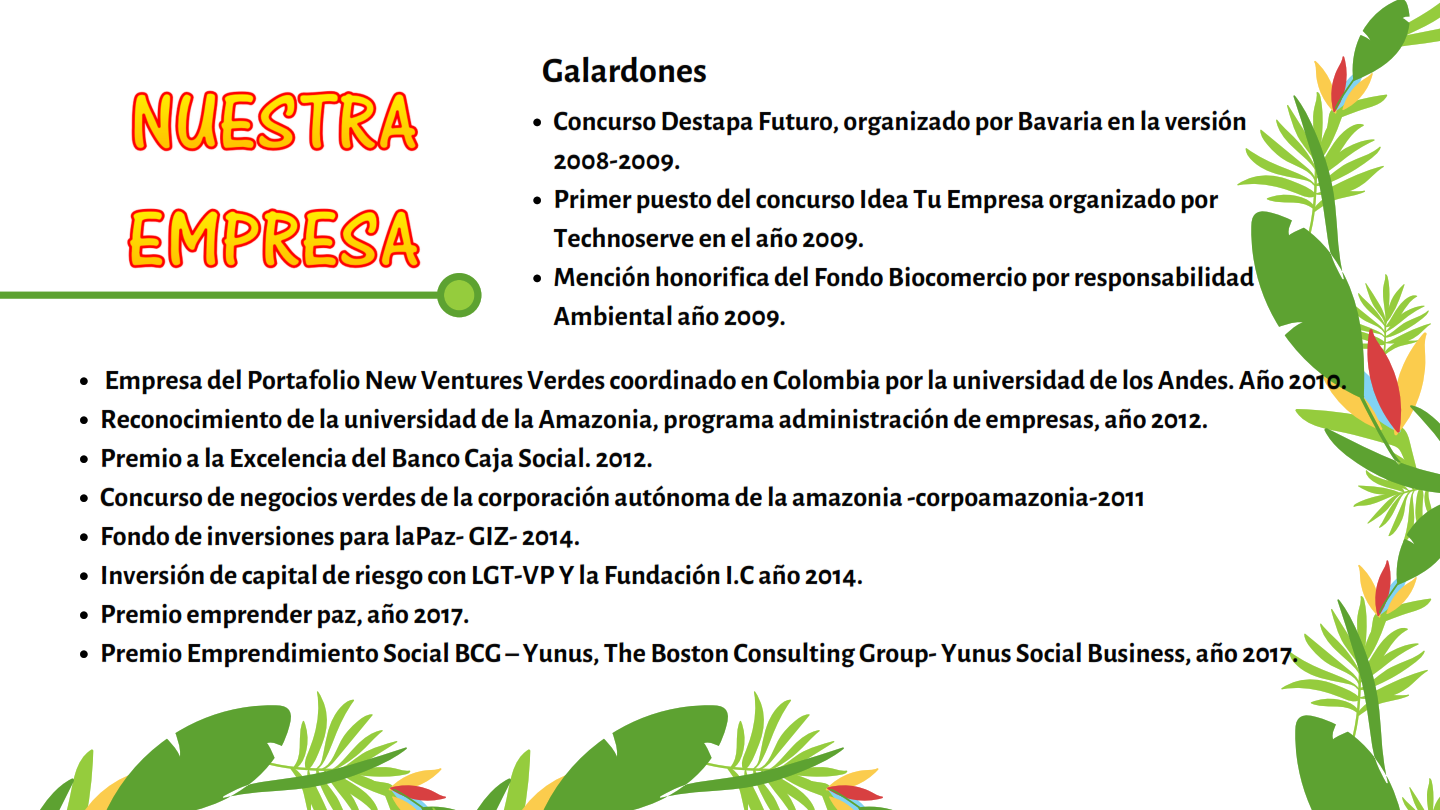 NUESTRA
EMPRESA
Galardones
• Concurso Destapa Futuro, organizado por Bavaria en la versión
2008-2009.
• Primer puesto del concurso Idea Tu Empresa organizado por
Technoserve en el año 2009.
• Mención honorifica del Fondo Biocomercio por responsabilidad
Ambiental año 2009.
• Empresa del Portafolio New Ventures Verdes coordinado en Colombia por la universidad de los Andes. Año 2010.
• Reconocimiento de la universidad de la Amazonia, programa administración de empresas, año 2012.
• Premio a la Excelencia del Banco Caja Social. 2012.
• Concurso de negocios verdes de la corporación autónoma de la amazonia -corpoamazonia-2011
• Fondo de inversiones para laPaz- GIZ- 2014.
• Inversión de capital de riesgo con LGT-VP Y la Fundación I.C año 2014.
• Premio emprender paz, año 2017.
• Premio Emprendimiento Social BCG – Yunus, The Boston Consulting Group- Yunus Social Business, año 2017.